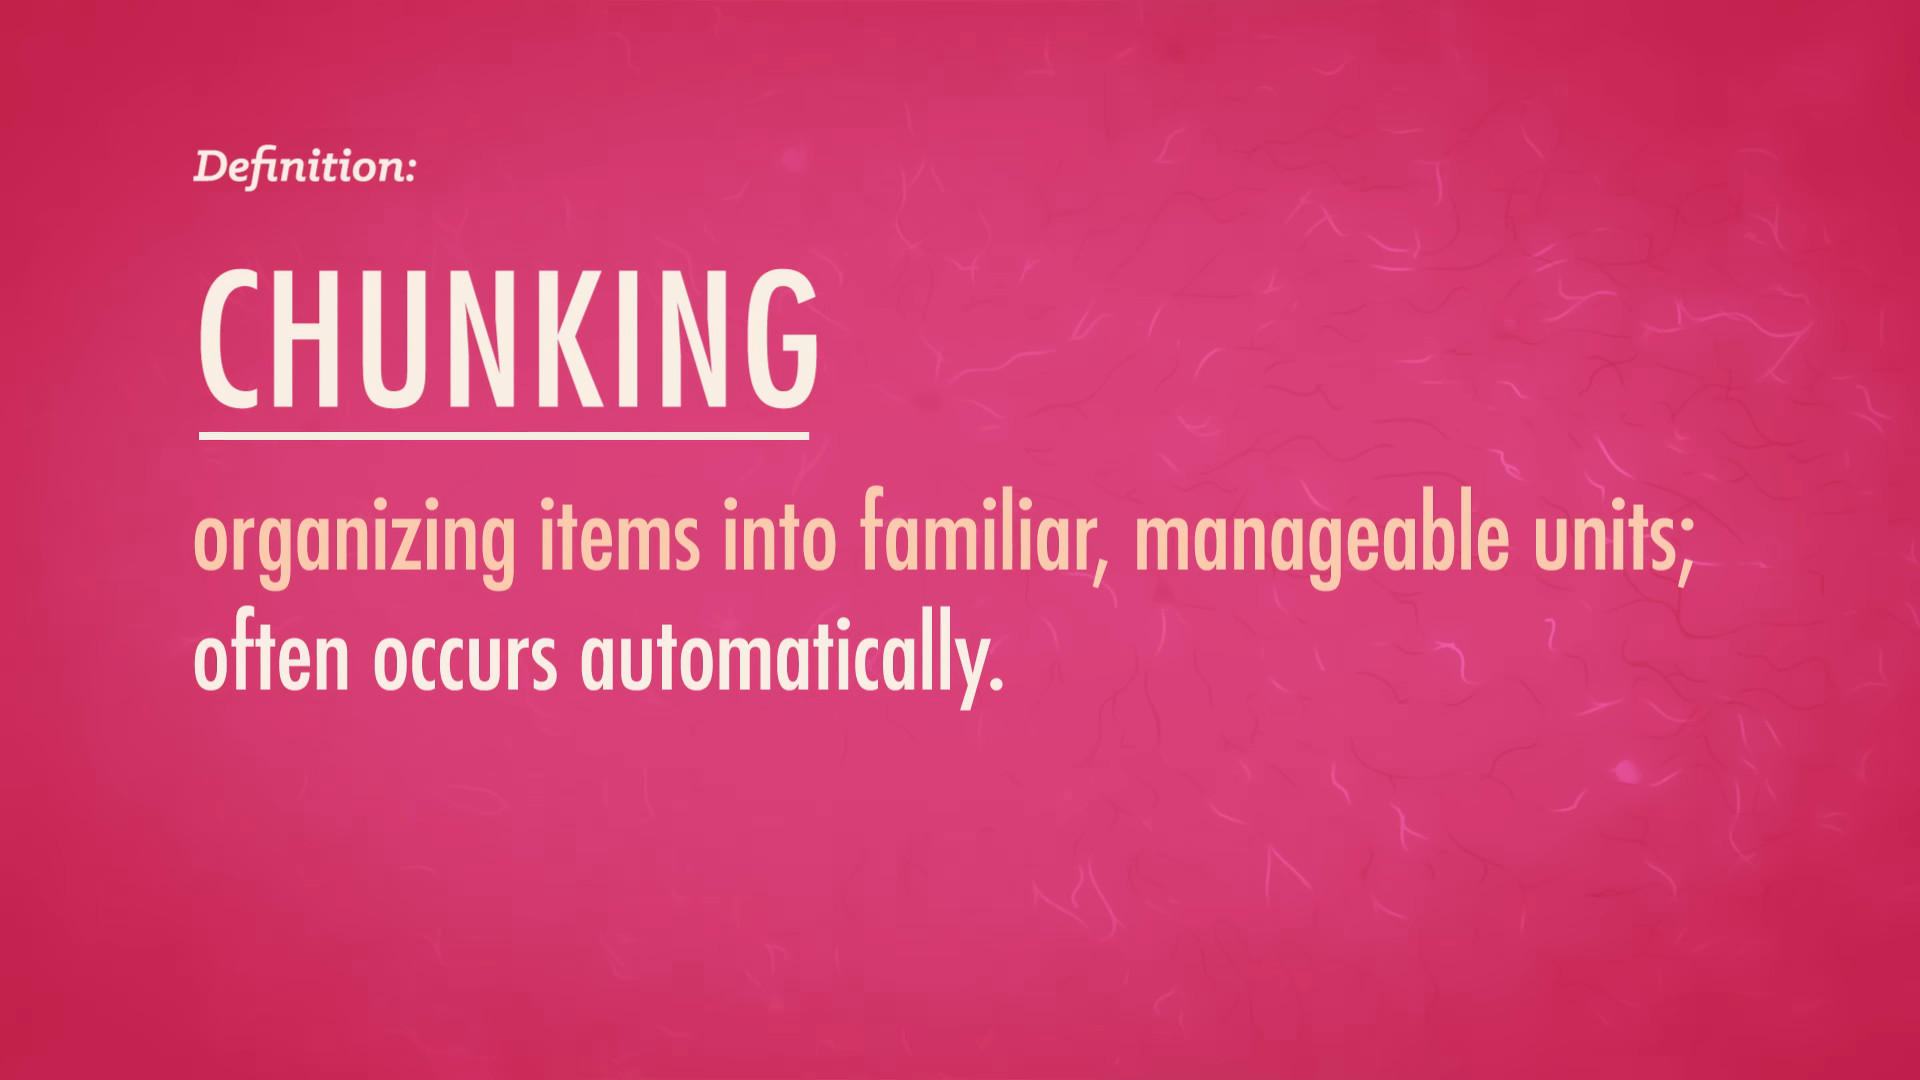 Definition:
CHUNKING
organizing items into familiar, manageable units;
often occurs automatically.